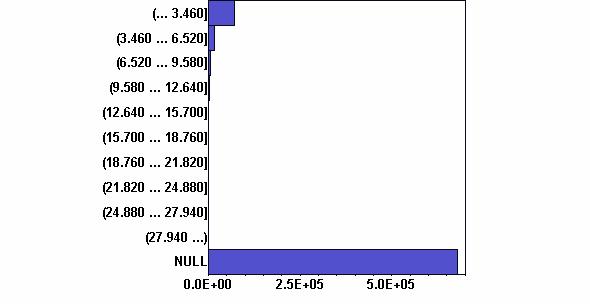 (... 3.460]
(3.460 ... 6.520]
(6.520 ... 9.580]
(9.580 ... 12.640]
(12.640 ... 15.700]
(15.700 ... 18.760]
(18.760 ... 21.820]
(21.820 ... 24.880]
(24.880 ... 27.940]
(27.940 ...)
NULL
0.0E+00 2.5E+05 5.0E+05